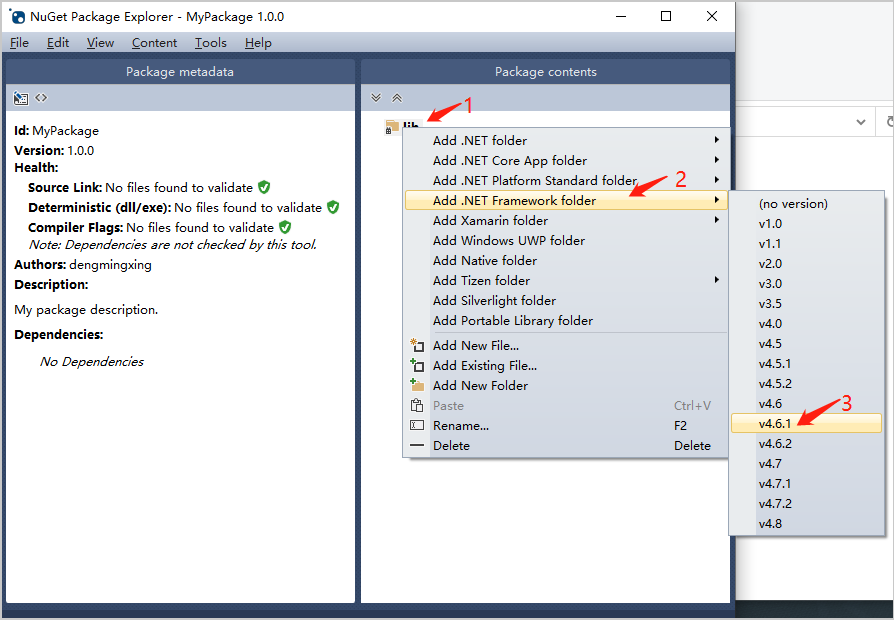 NuGet Package Explorer - MyPackage 1.0.0
File Edit View Content Tools Help
Package metadata
Id: MyPackage
Version: 1.0.0
Health:
Source Link: No files found to validate
Deterministic (dll/exe): No files found to validate
Compiler Flags: No files found to validate
Note: Dependencies are not checked by this tool.
Authors: dengmingxing
Description:
My package description.
Dependencies:
No Dependencies
Package contents
lib
1
Add .NET folder
Add .NET Core App folder
Add .NET Platform Standard folder
2
Add .NET Framework folder
Add Xamarin folder
Add Windows UWP folder
Add Native folder
Add Tizen folder
Add Silverlight folder
Add Portable Library folder
Add New File...
Add Existing File...
Add New Folder
Paste Ctrl+V
Rename... F2
Delete Delete
(no version)
v1.0
v1.1
v2.0
v3.0
v3.5
v4.0
v4.5
v4.5.1
v4.5.2
v4.6
3
v4.6.1
v4.6.2
v4.7
v4.7.1
v4.7.2
v4.8